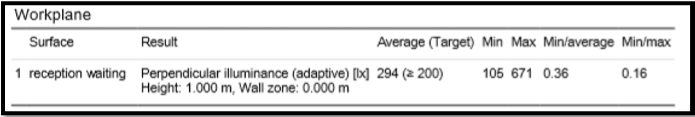 Workplane
Surface Result Average (Target) Min Max Min/average Min/max
1 reception waiting Perpendicular illuminance (adaptive) [lx] 294 (≥ 200) 105 671 0.36 0.16
Height: 1.000 m, Wall zone: 0.000 m